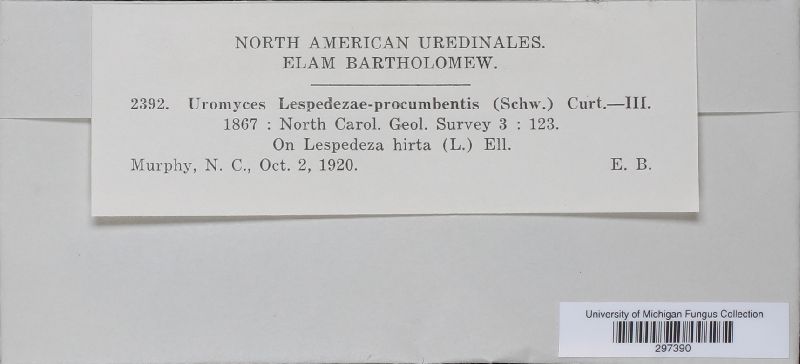 NORTH AMERICAN UREDINALES.
ELAM BARTHOLOMEW.
2392. Uromyces Lespedezae-procumbentis (Schw.) Curt.—III.
1867 : North Carol. Geol. Survey 3 : 123.
On Lespedeza hirta (L.) Ell.
Murphy, N. C., Oct. 2, 1920. E. B.
University of Michigan Fungus Collection
297390